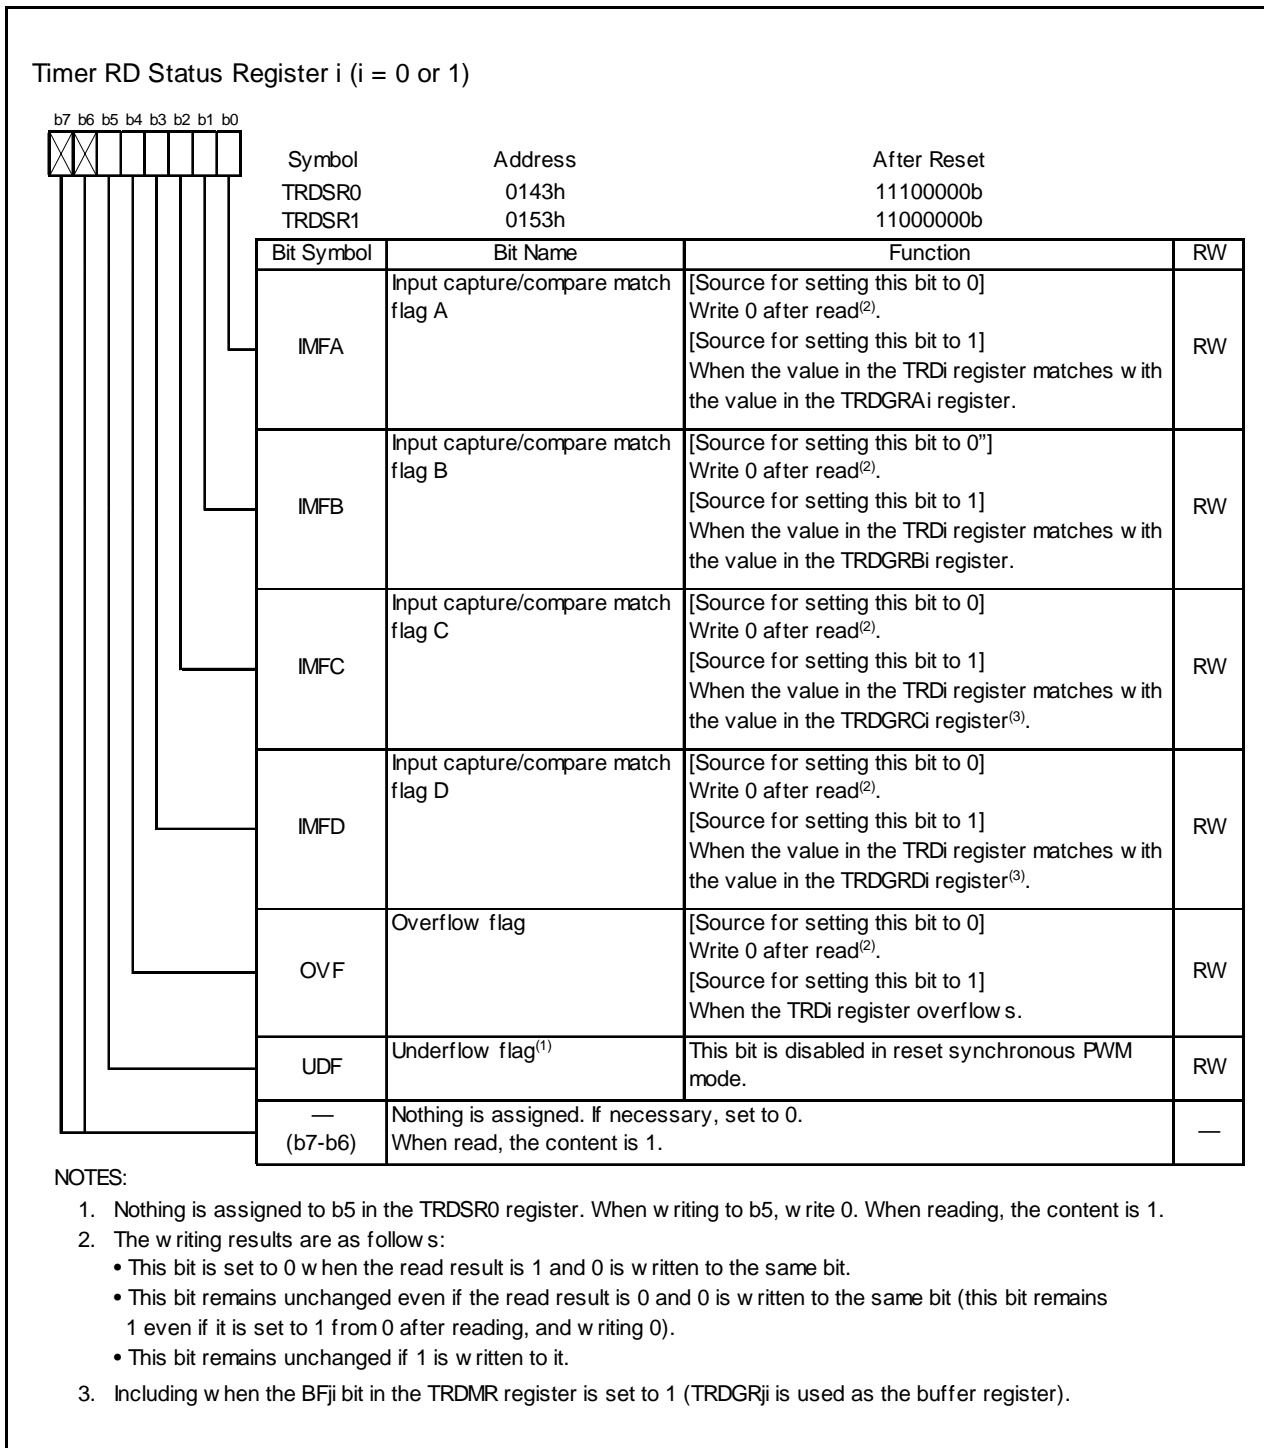 Timer RD Status Register i (i = 0 or 1)
b7 b6 b5 b4 b3 b2 b1 b0
Symbol Address After Reset
TRDSR0 0143h 11100000b
TRDSR1 0153h 11000000b
Bit Symbol Bit Name Function RW
IMFA Input capture/compare match flag A [Source for setting this bit to 0]
Write 0 after read(2).
[Source for setting this bit to 1]
When the value in the TRDi register matches with
the value in the TRDGRAi register. RW
IMFB Input capture/compare match flag B [Source for setting this bit to 0”]
Write 0 after read(2).
[Source for setting this bit to 1]
When the value in the TRDi register matches with
the value in the TRDGRBi register. RW
IMFC Input capture/compare match flag C [Source for setting this bit to 0]
Write 0 after read(2).
[Source for setting this bit to 1]
When the value in the TRDi register matches with
the value in the TRDGRCi register(3). RW
IMFD Input capture/compare match flag D [Source for setting this bit to 0]
Write 0 after read(2).
[Source for setting this bit to 1]
When the value in the TRDi register matches with
the value in the TRDGRDi register(3). RW
OVF Overflow flag [Source for setting this bit to 0]
Write 0 after read(2).
[Source for setting this bit to 1]
When the TRDi register overflows. RW
UDF Underflow flag(1) This bit is disabled in reset synchronous PWM
mode. RW
— Nothing is assigned. If necessary, set to 0.
(b7-b6) When read, the content is 1. —
NOTES:
1. Nothing is assigned to b5 in the TRDSR0 register. When writing to b5, write 0. When reading, the content is 1.
2. The writing results are as follows:
• This bit is set to 0 when the read result is 1 and 0 is written to the same bit.
• This bit remains unchanged even if the read result is 0 and 0 is written to the same bit (this bit remains
1 even if it is set to 1 from 0 after reading, and writing 0).
• This bit remains unchanged if 1 is written to it.
3. Including when the BFji bit in the TRDMR register is set to 1 (TRDGRji is used as the buffer register).